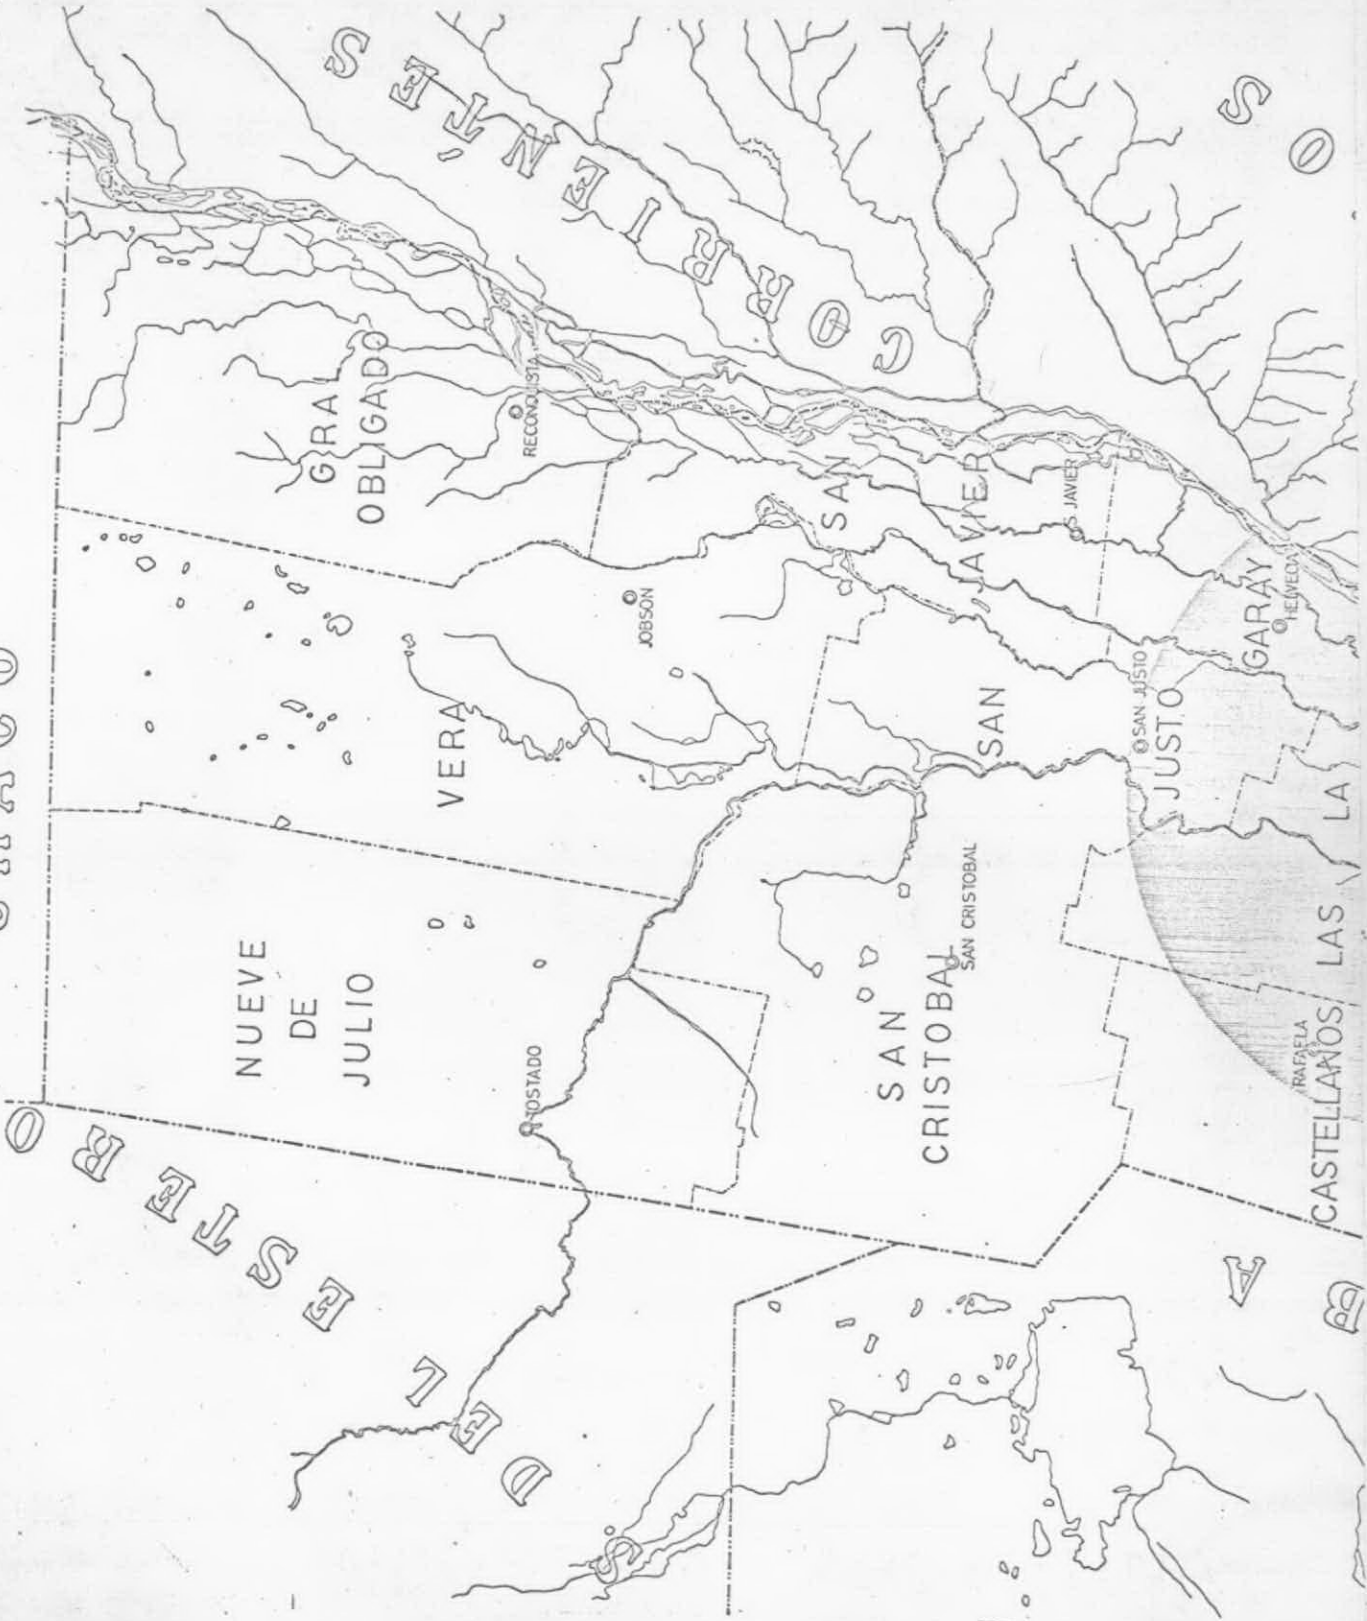 CHACO
CORRIENTES
GRAL
OBLIGADO
RECONQUISTA
NUEVE
DE
JULIO
VERA
JOBSON
TOSTADO
SAN
JAVIER
S. JAVIER
SAN
CRISTOBAL
SAN CRISTOBAL
SAN
JUSTO
SAN JUSTO
GARAY
HELVECIA
LAS
LA
RAFAELA
CASTELLANOS
S. DEL ESTERO